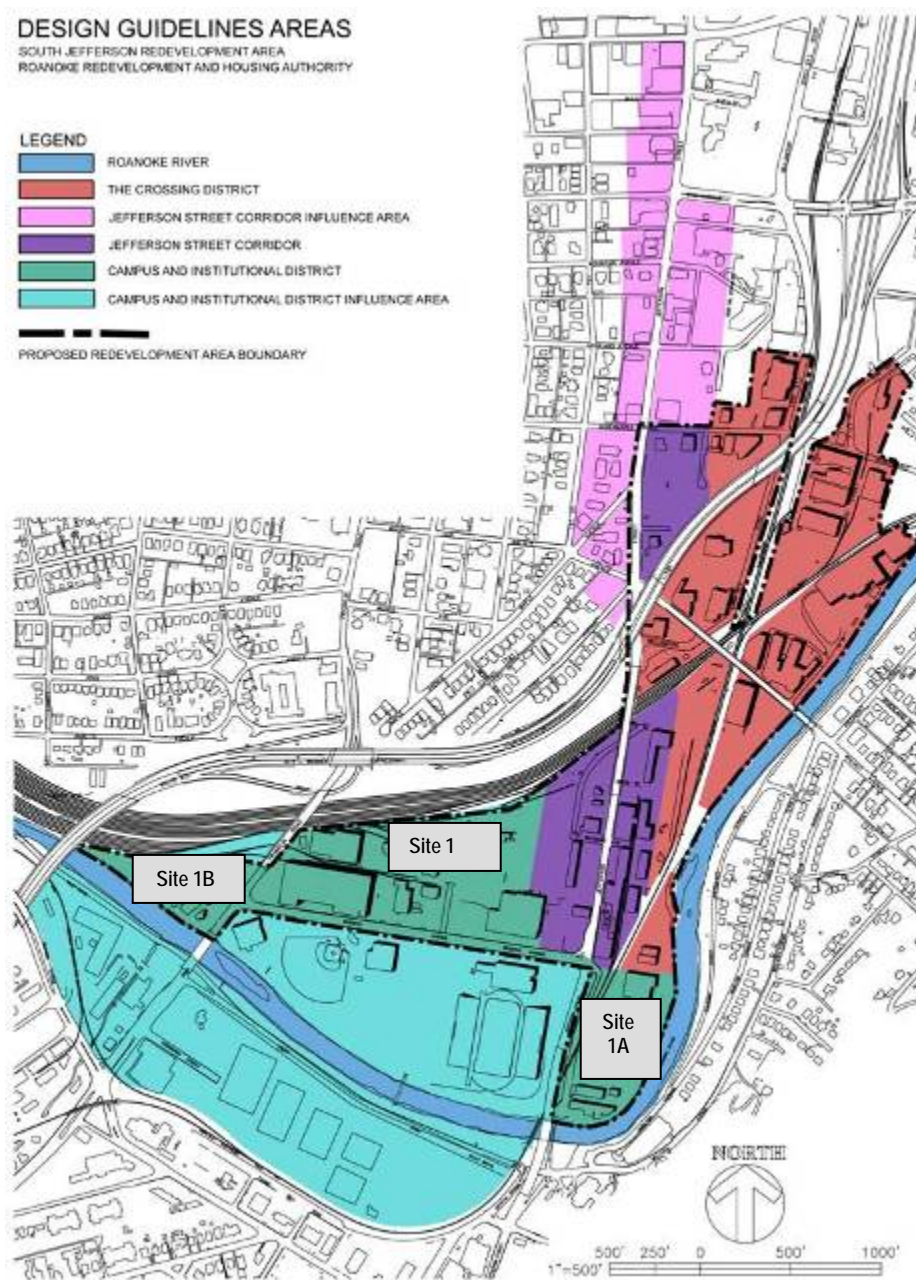 DESIGN GUIDELINES AREAS
SOUTH JEFFERSON REDEVELOPMENT AREA
ROANOKE REDEVELOPMENT AND HOUSING AUTHORITY
LEGEND
ROANOKE RIVER
THE CROSSING DISTRICT
JEFFERSON STREET CORRIDOR INFLUENCE AREA
JEFFERSON STREET CORRIDOR
CAMPUS AND INSTITUTIONAL DISTRICT
CAMPUS AND INSTITUTIONAL DISTRICT INFLUENCE AREA
PROPOSED REDEVELOPMENT AREA BOUNDARY
Site 1
Site 1B
Site
1A
NORTH
500' 250' 0 500' 1000'
1"=500'